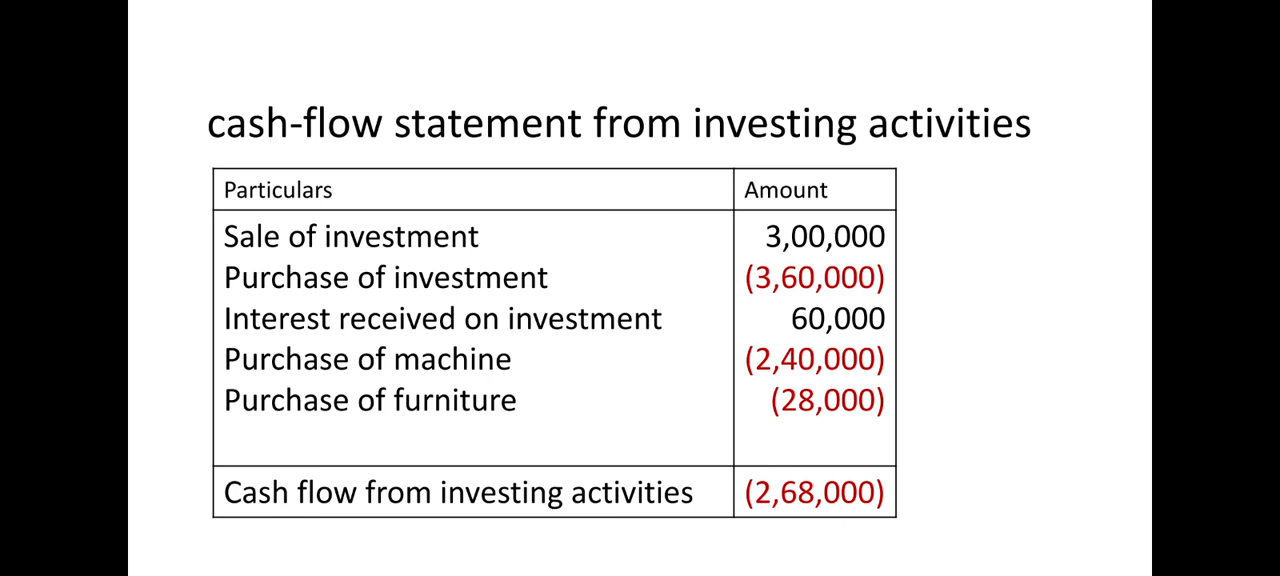 cash-flow statement from investing activities
Particulars Amount
Sale of investment 3,00,000
Purchase of investment (3,60,000)
Interest received on investment 60,000
Purchase of machine (2,40,000)
Purchase of furniture (28,000)
Cash flow from investing activities (2,68,000)